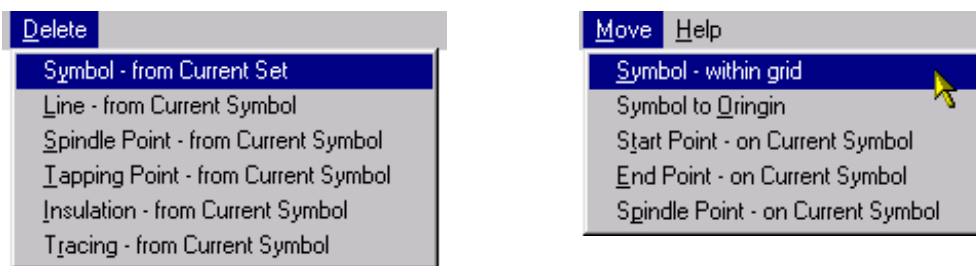 Delete
Symbol - from Current Set
Line - from Current Symbol
Spindle Point - from Current Symbol
Tapping Point - from Current Symbol
Insulation - from Current Symbol
Tracing - from Current Symbol
Move Help
Symbol - within grid
Symbol to Oringin
Start Point - on Current Symbol
End Point - on Current Symbol
Spindle Point - on Current Symbol